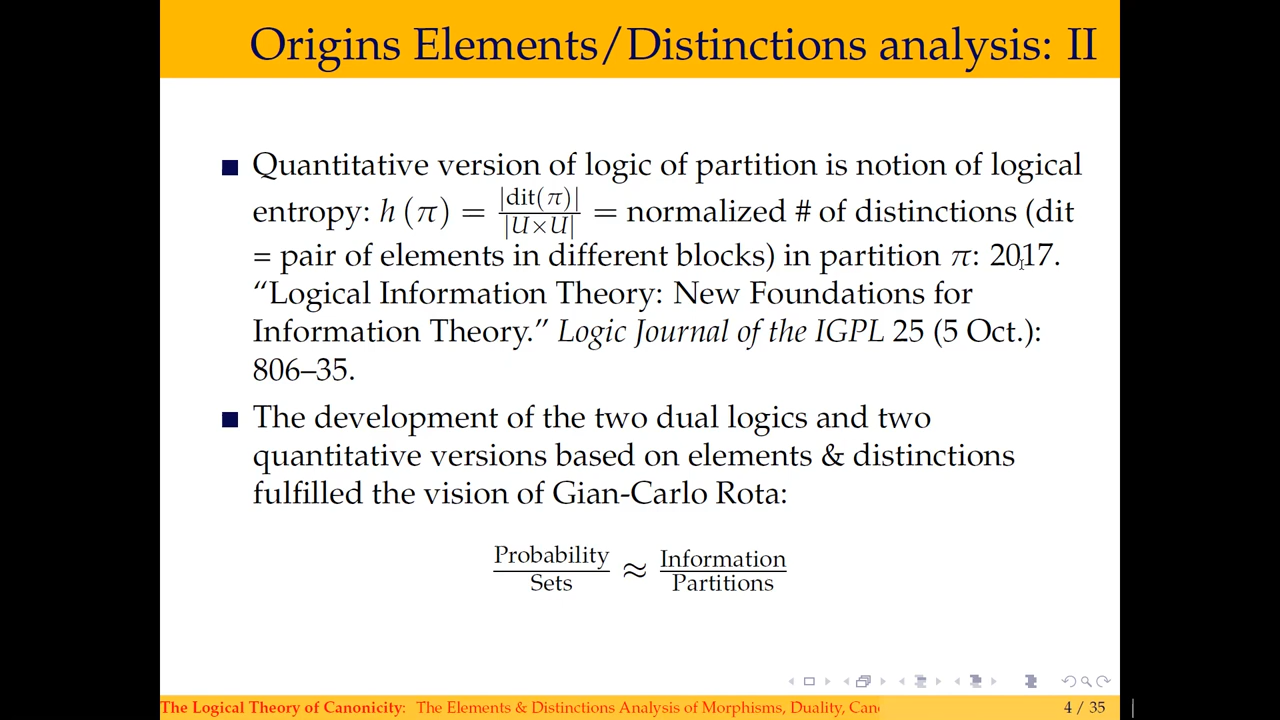 Origins Elements/Distinctions analysis: II
Quantitative version of logic of partition is notion of logical
entropy: h (π) = |dit(π)| / |U×U| = normalized # of distinctions (dit
= pair of elements in different blocks) in partition π: 2017.
“Logical Information Theory: New Foundations for
Information Theory.” Logic Journal of the IGPL 25 (5 Oct.):
806–35.
The development of the two dual logics and two
quantitative versions based on elements & distinctions
fulfilled the vision of Gian-Carlo Rota:
Probability / Sets ≈ Information / Partitions
The Logical Theory of Canonicity: The Elements & Distinctions Analysis of Morphisms, Duality, Cano 4 / 35